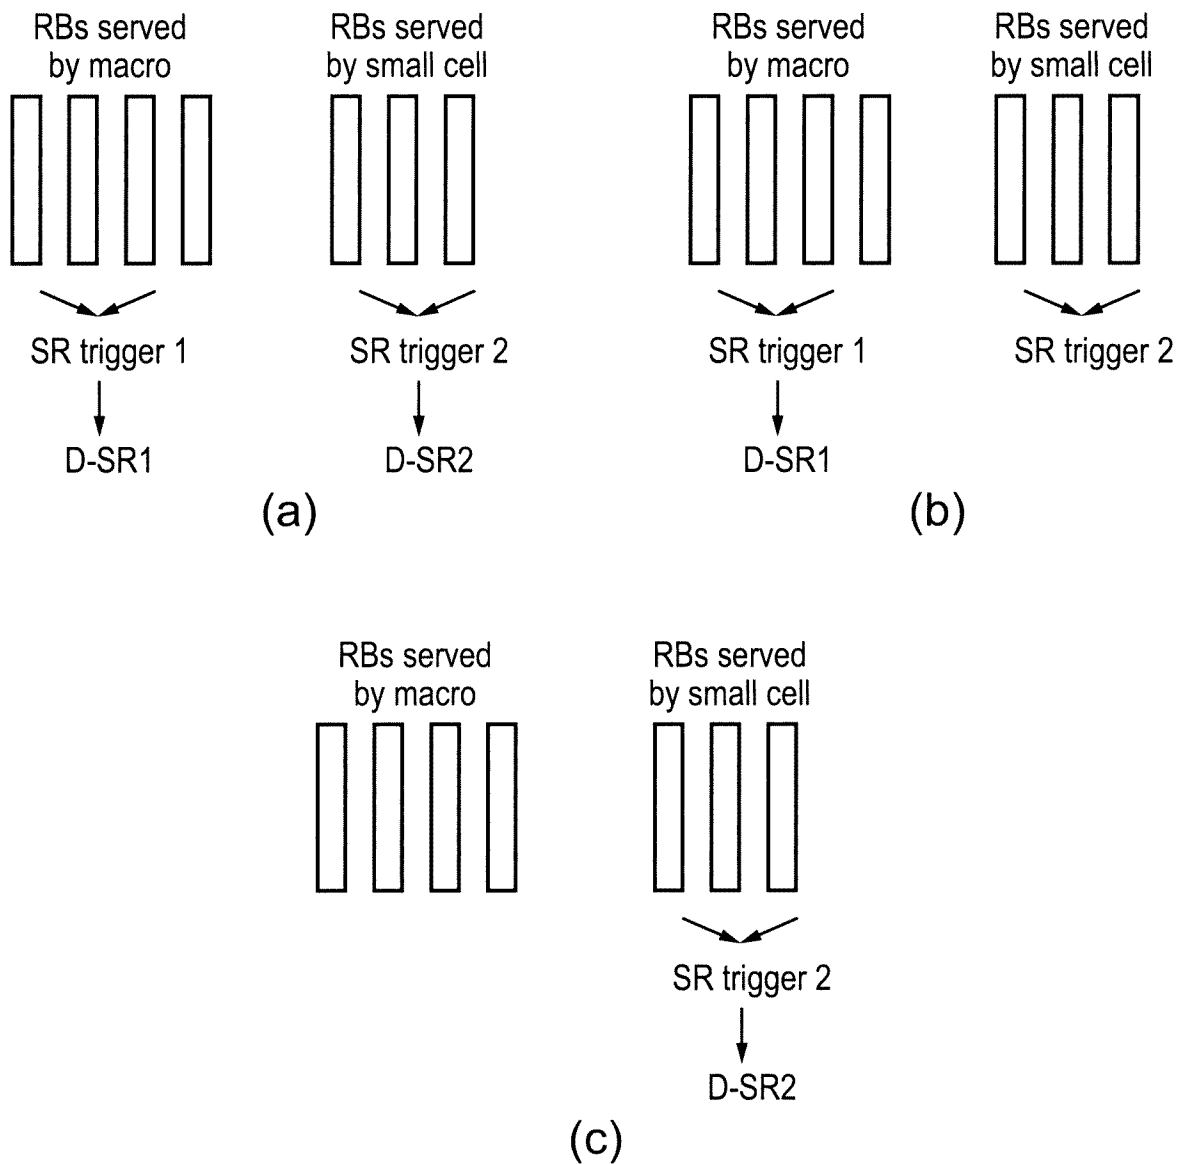 RBs served
by macro
RBs served
by small cell
SR trigger 1
SR trigger 2
D-SR1
D-SR2
(a)
RBs served
by macro
RBs served
by small cell
SR trigger 1
SR trigger 2
D-SR1
(b)
RBs served
by macro
RBs served
by small cell
SR trigger 2
D-SR2
(c)